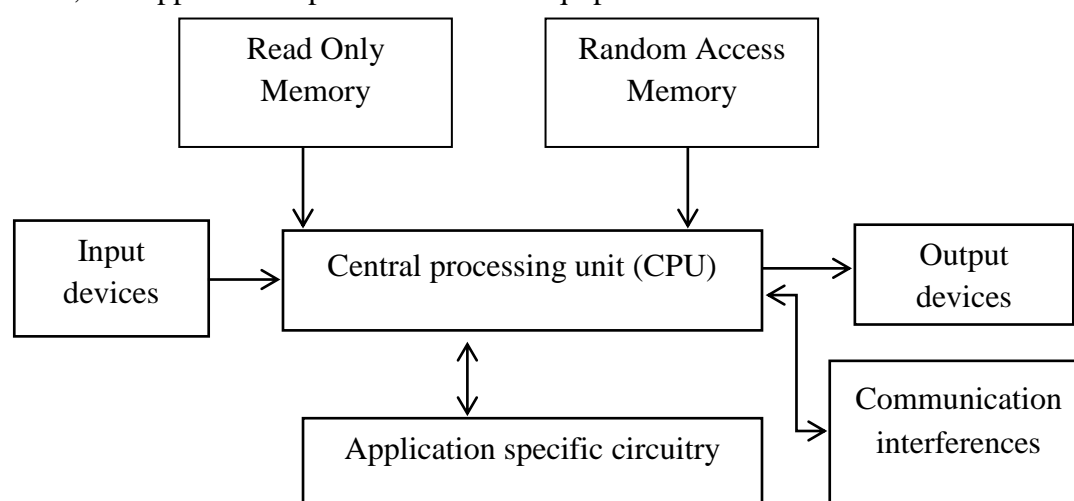 Read Only
Memory
Random Access
Memory
Input
devices
Central processing unit (CPU)
Output
devices
Application specific circuitry
Communication
interferences